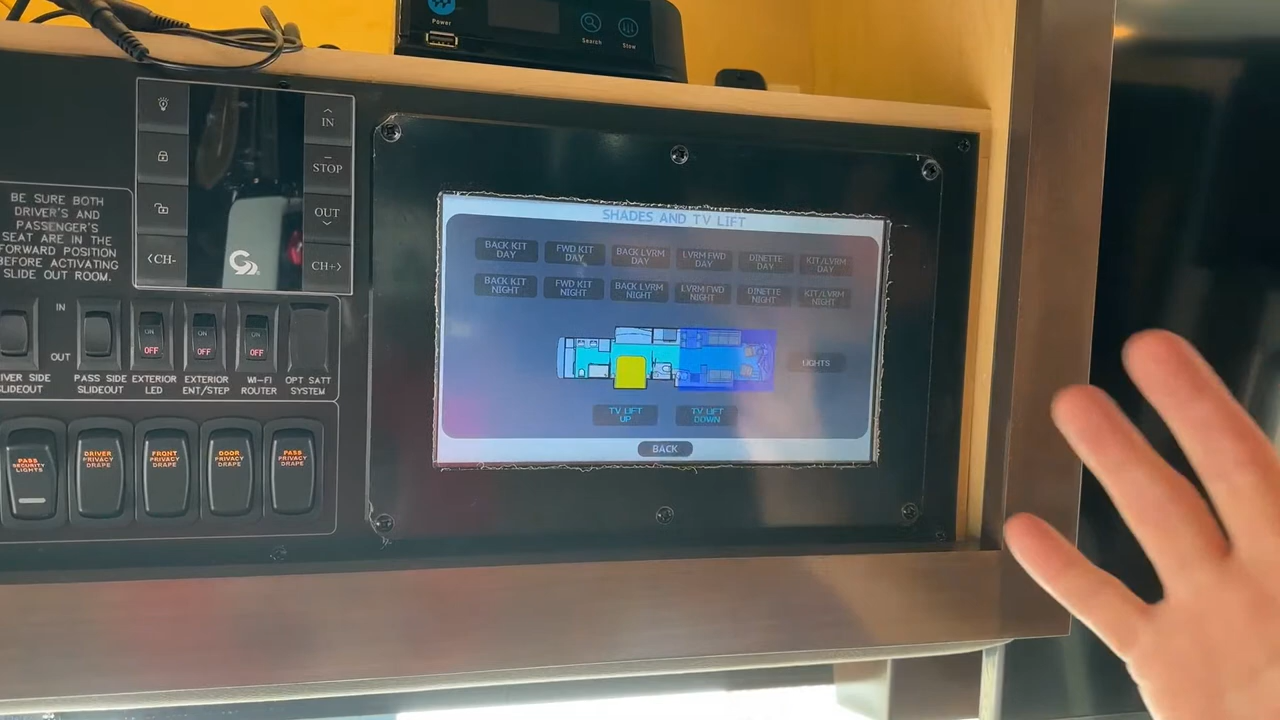 Power
Search
Slow
IN
STOP
OUT
<CH-
CH+>
BE SURE BOTH
DRIVER'S AND
PASSENGER'S
SEAT ARE IN THE
FORWARD POSITION
BEFORE ACTIVATING
SLIDE OUT ROOM.
IN
OUT
ON
OFF
ON
OFF
ON
OFF
SLIDEOUT
PASS SIDE
SLIDEOUT
EXTERIOR
LED
EXTERIOR
ENT/STEP
WI-FI
ROUTER
OPT SATT
SYSTEM
PASS
SECURITY
LIGHTS
DRIVER
PRIVACY
DRAPE
FRONT
PRIVACY
DRAPE
DOOR
PRIVACY
DRAPE
PASS
PRIVACY
DRAPE
SHADES AND TV LIFT
BACK KIT
DAY
FWD KIT
DAY
BACK LVRM
DAY
LVRM FWD
DAY
DINETTE
DAY
KIT/LVRM
DAY
BACK KIT
NIGHT
FWD KIT
NIGHT
BACK LVRM
NIGHT
LVRM FWD
NIGHT
DINETTE
NIGHT
KIT/LVRM
NIGHT
LIGHTS
TV LIFT
UP
TV LIFT
DOWN
BACK